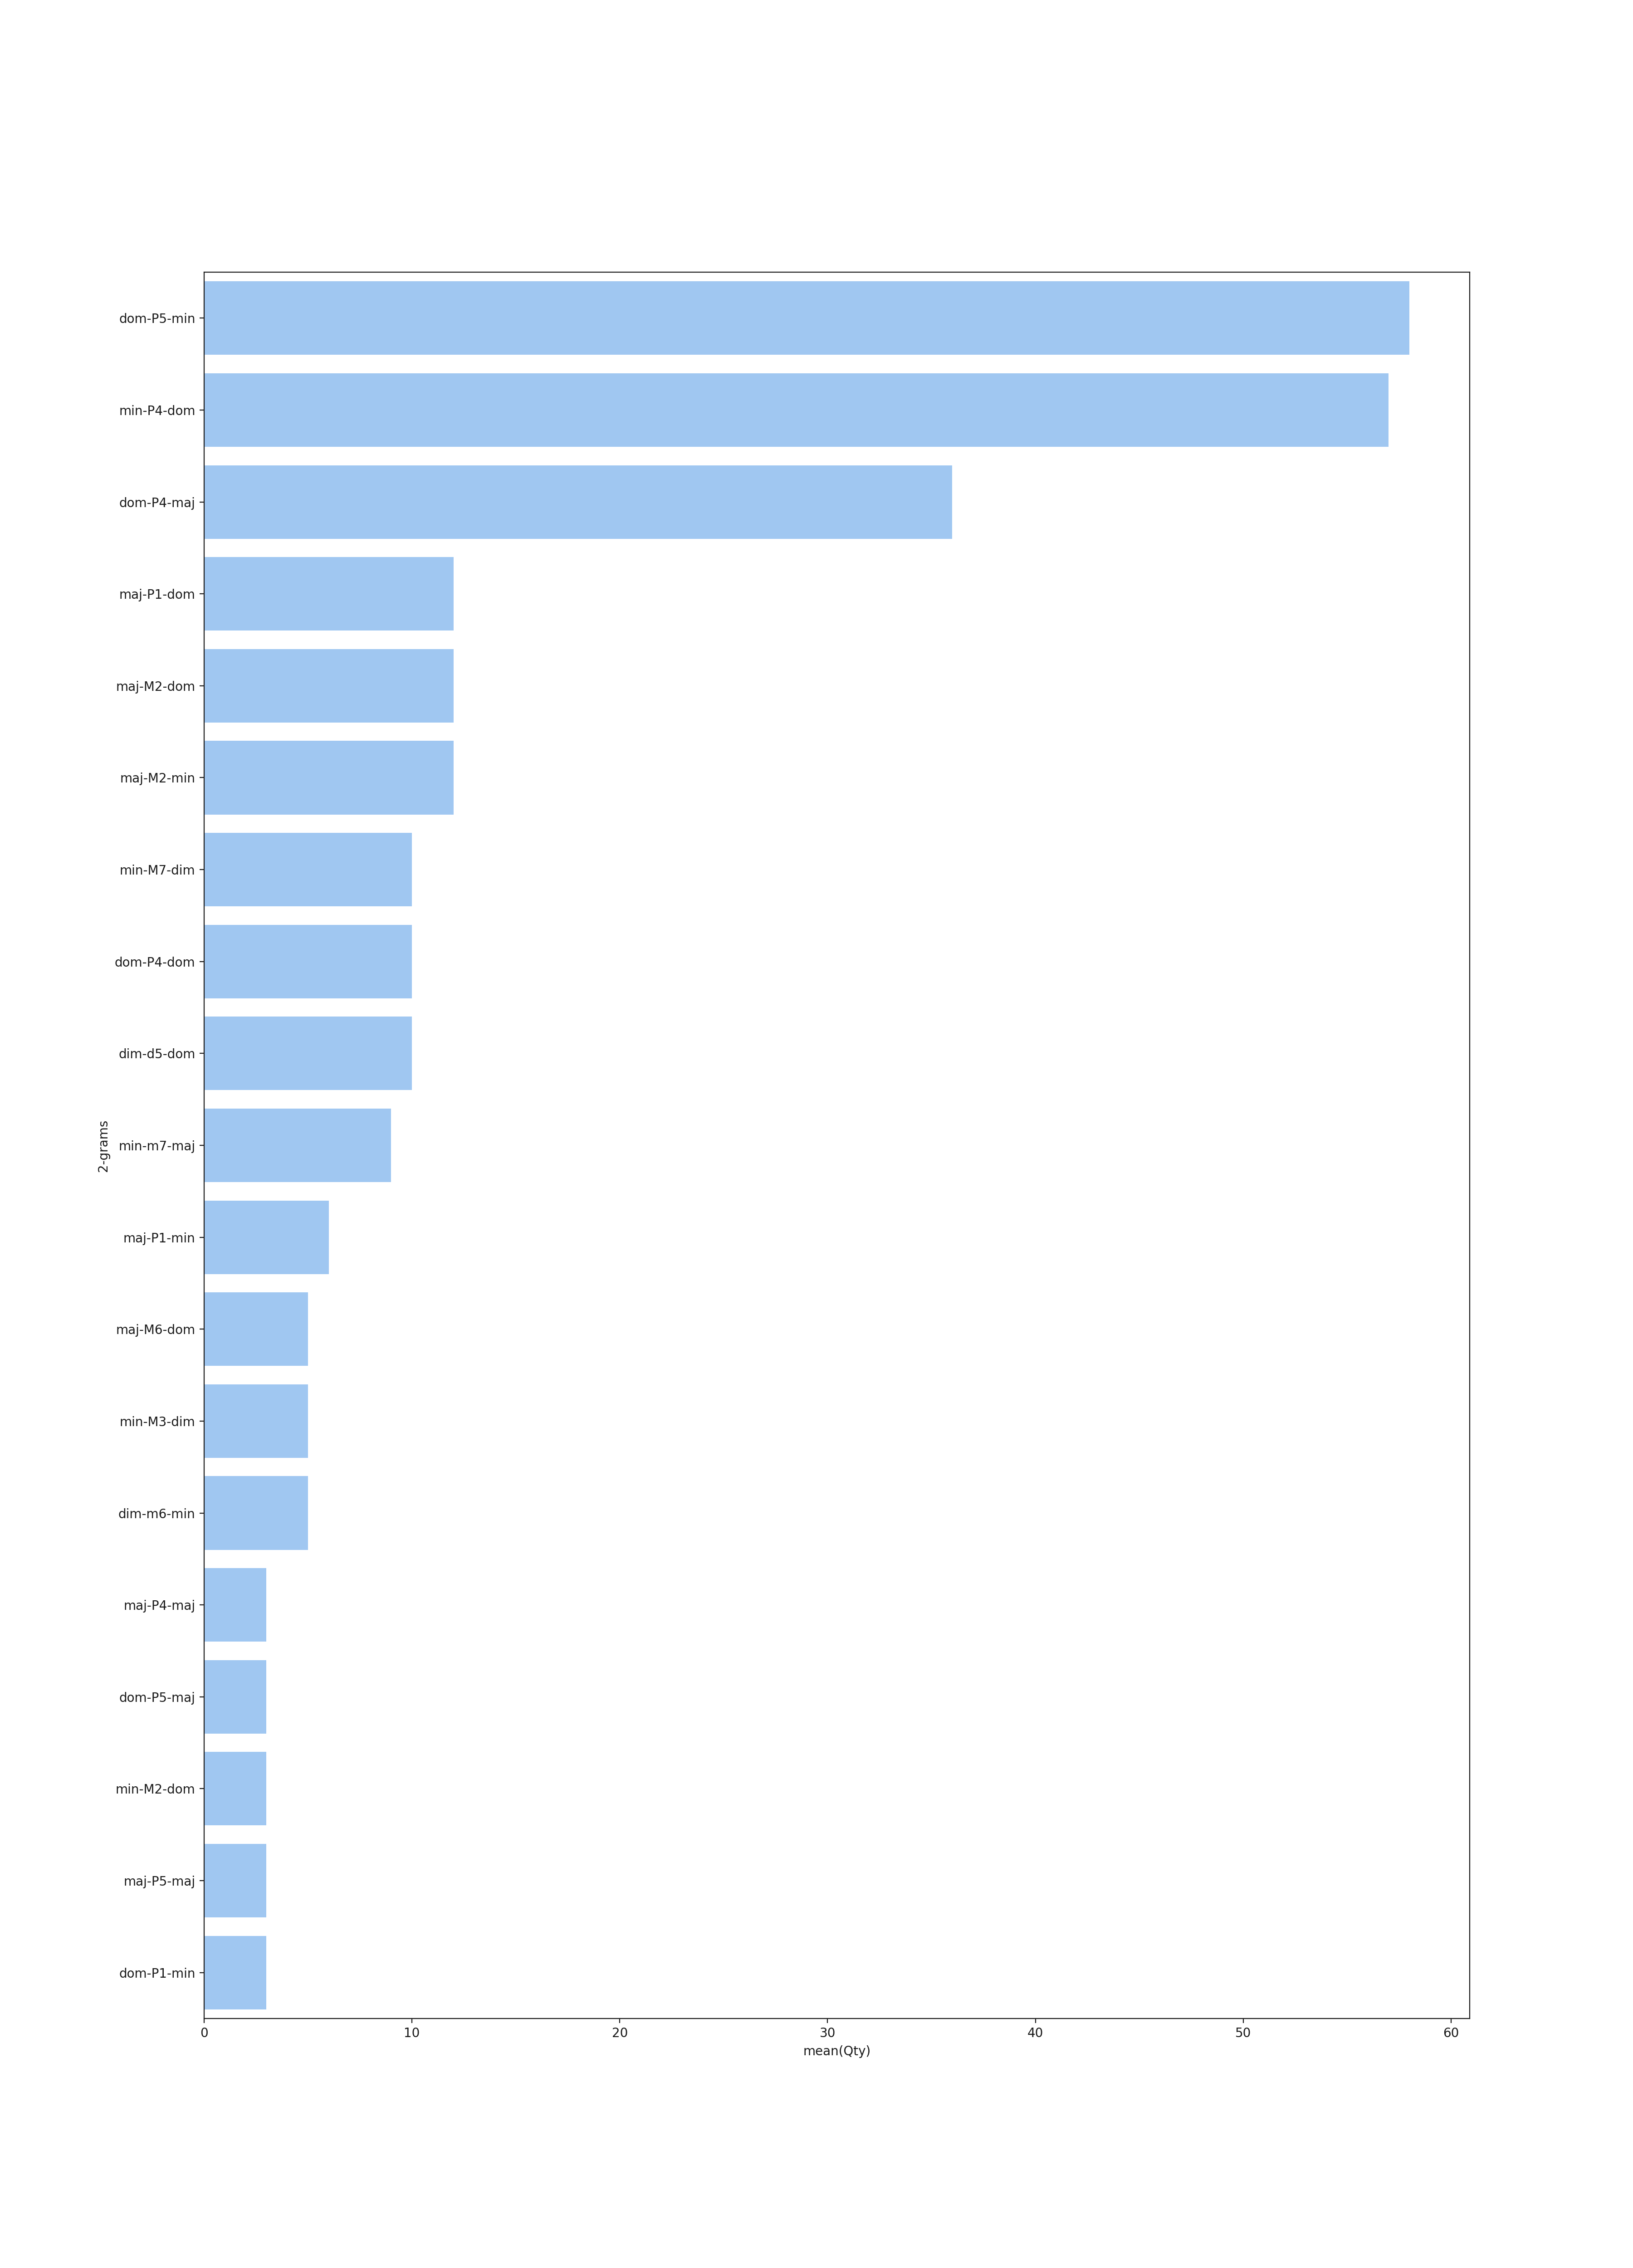 dom-P5-min
min-P4-dom
dom-P4-maj
maj-P1-dom
maj-M2-dom
maj-M2-min
min-M7-dim
dom-P4-dom
dim-d5-dom
min-m7-maj
maj-P1-min
maj-M6-dom
min-M3-dim
dim-m6-min
maj-P4-maj
dom-P5-maj
min-M2-dom
maj-P5-maj
dom-P1-min
2-grams
0 10 20 30 40 50 60
mean(Qty)